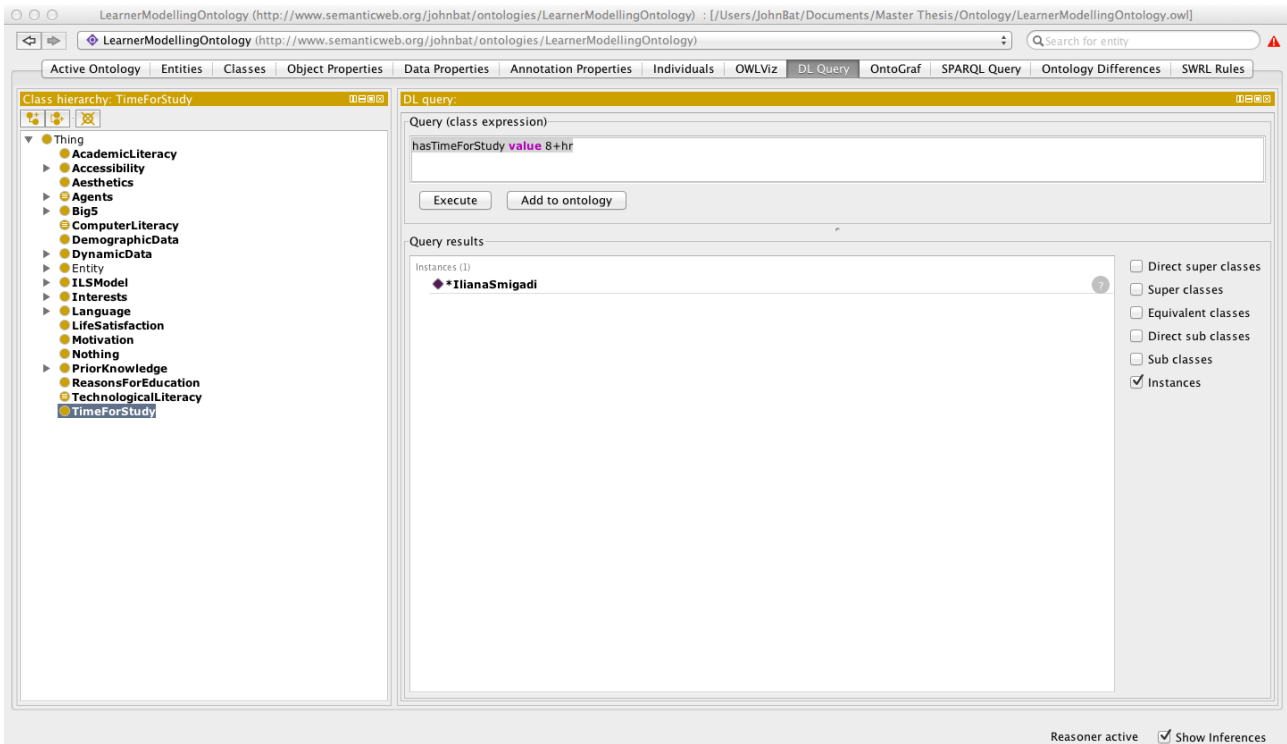 LearnerModellingOntology (http://www.semanticweb.org/johnbat/ontologies/LearnerModellingOntology) : [/Users/JohnBat/Documents/Master Thesis/Ontology/LearnerModellingOntology.owl]
LearnerModellingOntology (http://www.semanticweb.org/johnbat/ontologies/LearnerModellingOntology)
Search for entity
Active Ontology Entities Classes Object Properties Data Properties Annotation Properties Individuals OWLViz DL Query OntoGraf SPARQL Query Ontology Differences SWRL Rules
Class hierarchy: TimeForStudy
Thing
AcademicLiteracy
Accessibility
Aesthetics
Agents
Big5
ComputerLiteracy
DemographicData
DynamicData
Entity
ILSModel
Interests
Language
LifeSatisfaction
Motivation
Nothing
PriorKnowledge
ReasonsForEducation
TechnologicalLiteracy
TimeForStudy
DL query:
Query (class expression)
hasTimeForStudy value 8+hr
Execute Add to ontology
Query results
Instances (1)
*IlianaSmigadi
?
Direct super classes
Super classes
Equivalent classes
Direct sub classes
Sub classes
Instances
Reasoner active Show Inferences